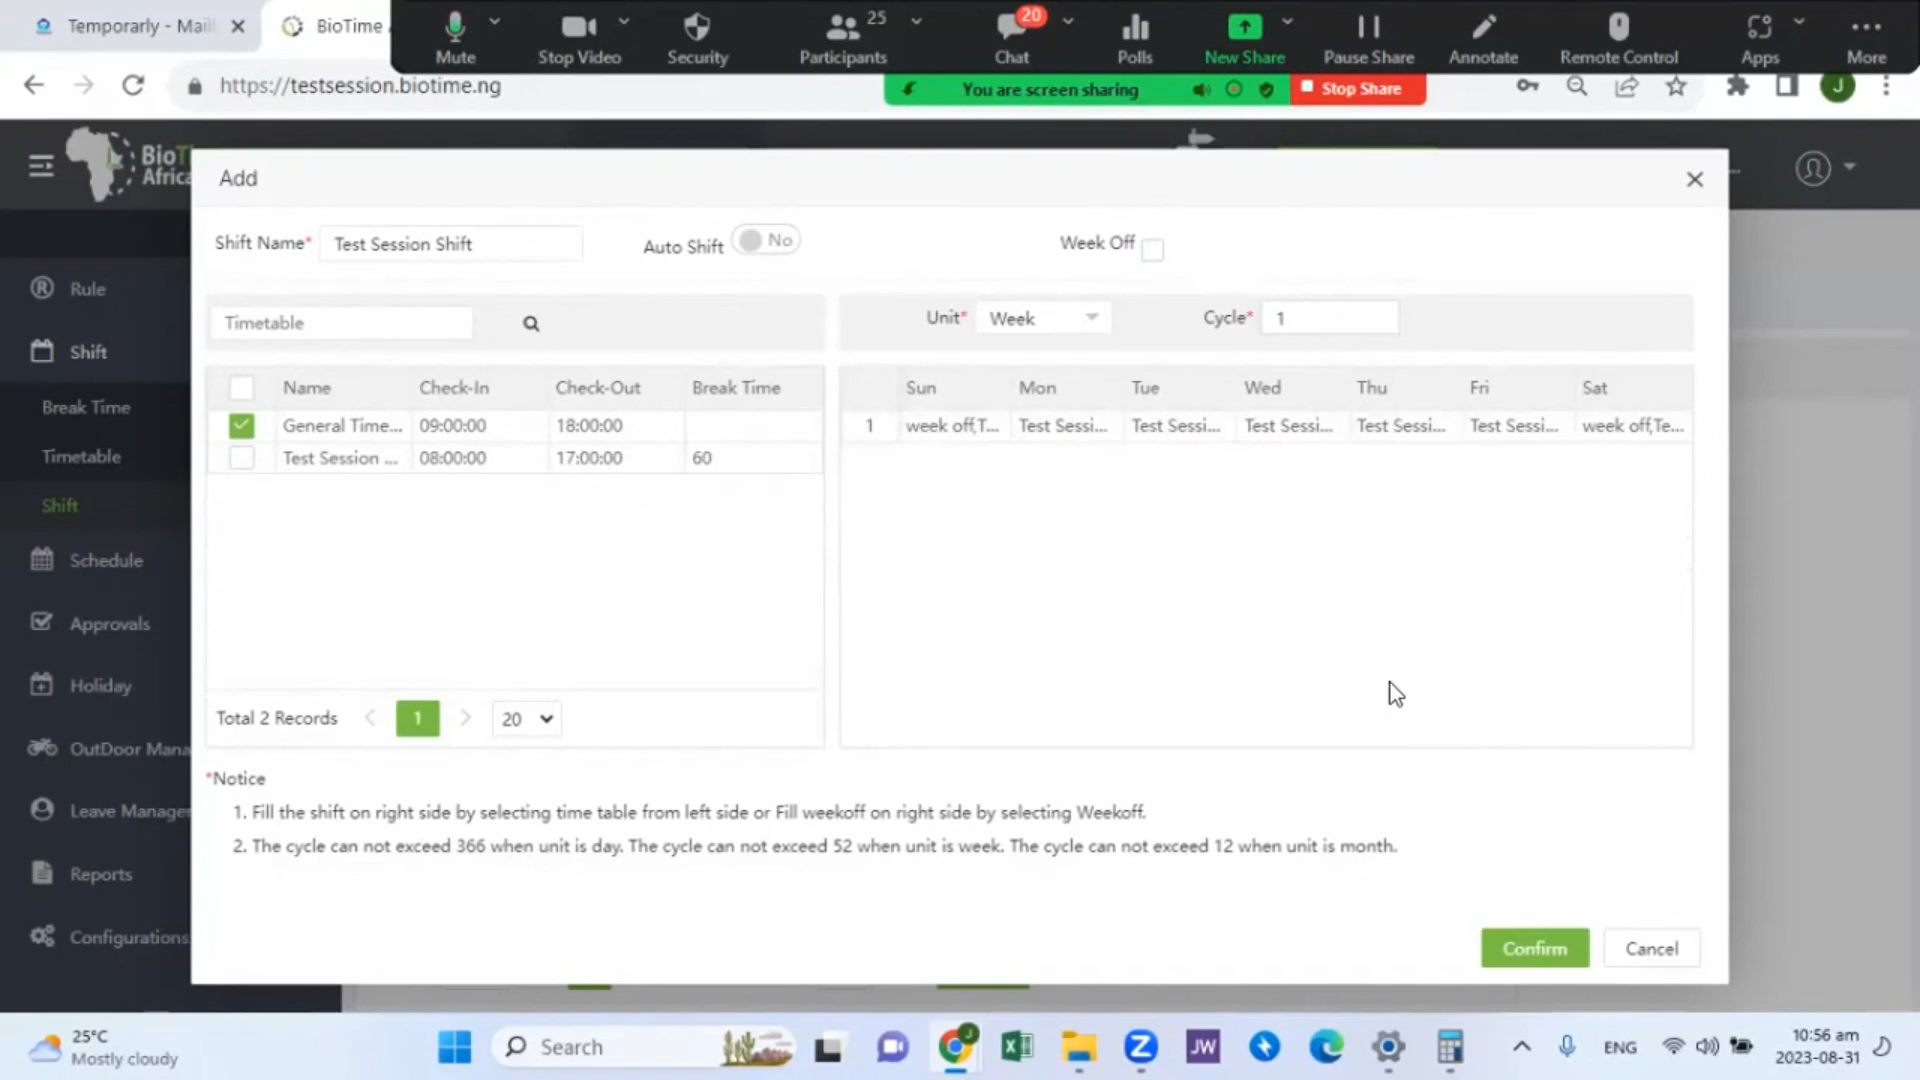 Temporarly - Mail
BioTime
Mute
Stop Video
Security
25
Participants
20
Chat
Polls
New Share
Pause Share
Annotate
Remote Control
Apps
More
https://testsession.biotime.ng
You are screen sharing
Stop Share
J
BioT
Africa
Add
Shift Name* Test Session Shift
Auto Shift No
Week Off
Timetable
Unit* Week
Cycle* 1
Name Check-In Check-Out Break Time
General Time... 09:00:00 18:00:00
Test Session ... 08:00:00 17:00:00 60
Sun Mon Tue Wed Thu Fri Sat
1 week off,T... Test Sessi... Test Sessi... Test Sessi... Test Sessi... Test Sessi... week off,Te...
Total 2 Records 1 20
*Notice
1. Fill the shift on right side by selecting time table from left side or Fill weekoff on right side by selecting Weekoff.
2. The cycle can not exceed 366 when unit is day. The cycle can not exceed 52 when unit is week. The cycle can not exceed 12 when unit is month.
Confirm
Cancel
Rule
Shift
Break Time
Timetable
Shift
Schedule
Approvals
Holiday
OutDoor Mana
Leave Manager
Reports
Configurations
25°C
Mostly cloudy
Search
JW
ENG
10:56 am
2023-08-31